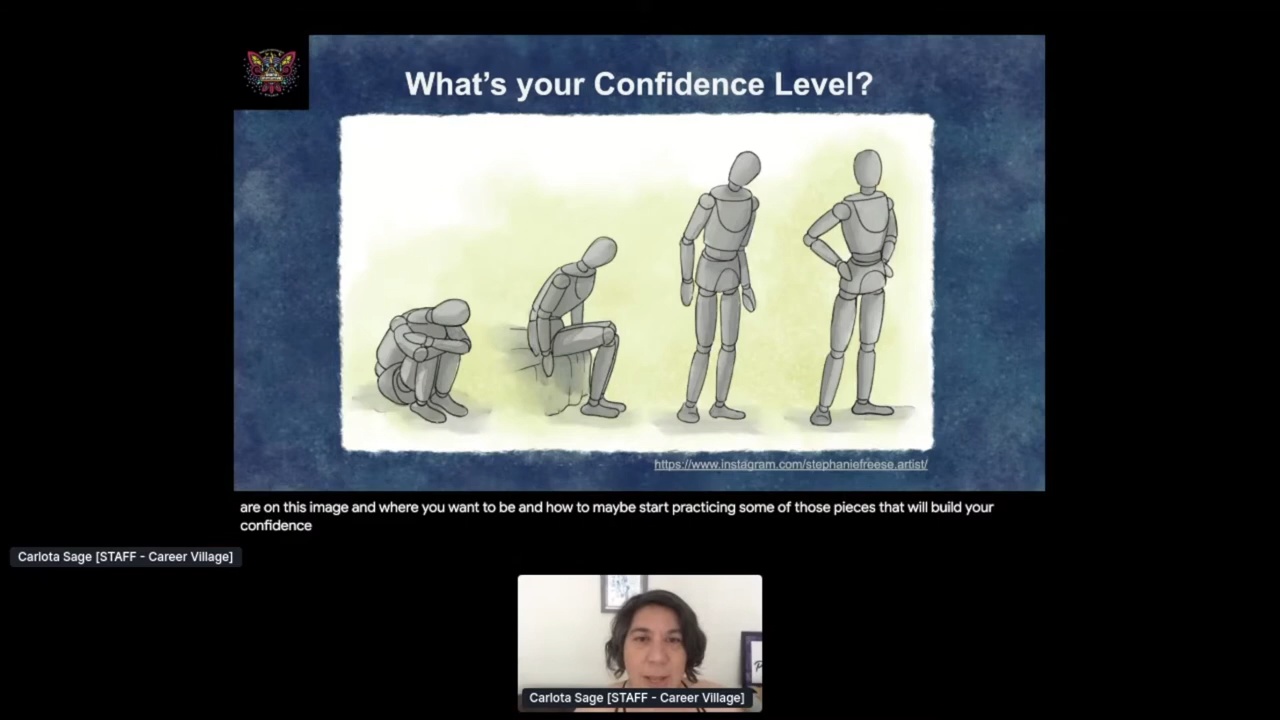 What's your Confidence Level?
https://www.instagram.com/stephaniefreese.artist/
are on this image and where you want to be and how to maybe start practicing some of those pieces that will build your
confidence
Carlota Sage [STAFF - Career Village]
Carlota Sage [STAFF - Career Village]